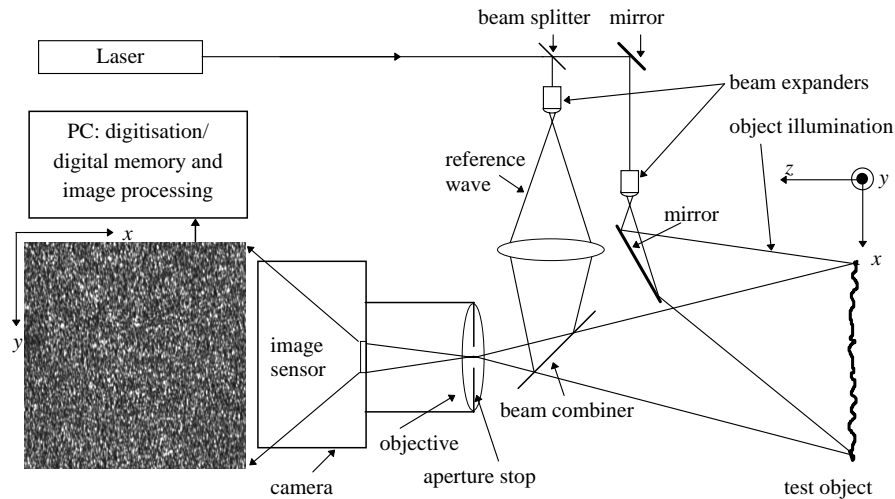 beam splitter
mirror
Laser
beam expanders
PC: digitisation/
digital memory and
image processing
object illumination
reference
wave
z
y
x
mirror
x
y
image
sensor
beam combiner
objective
aperture stop
camera
test object